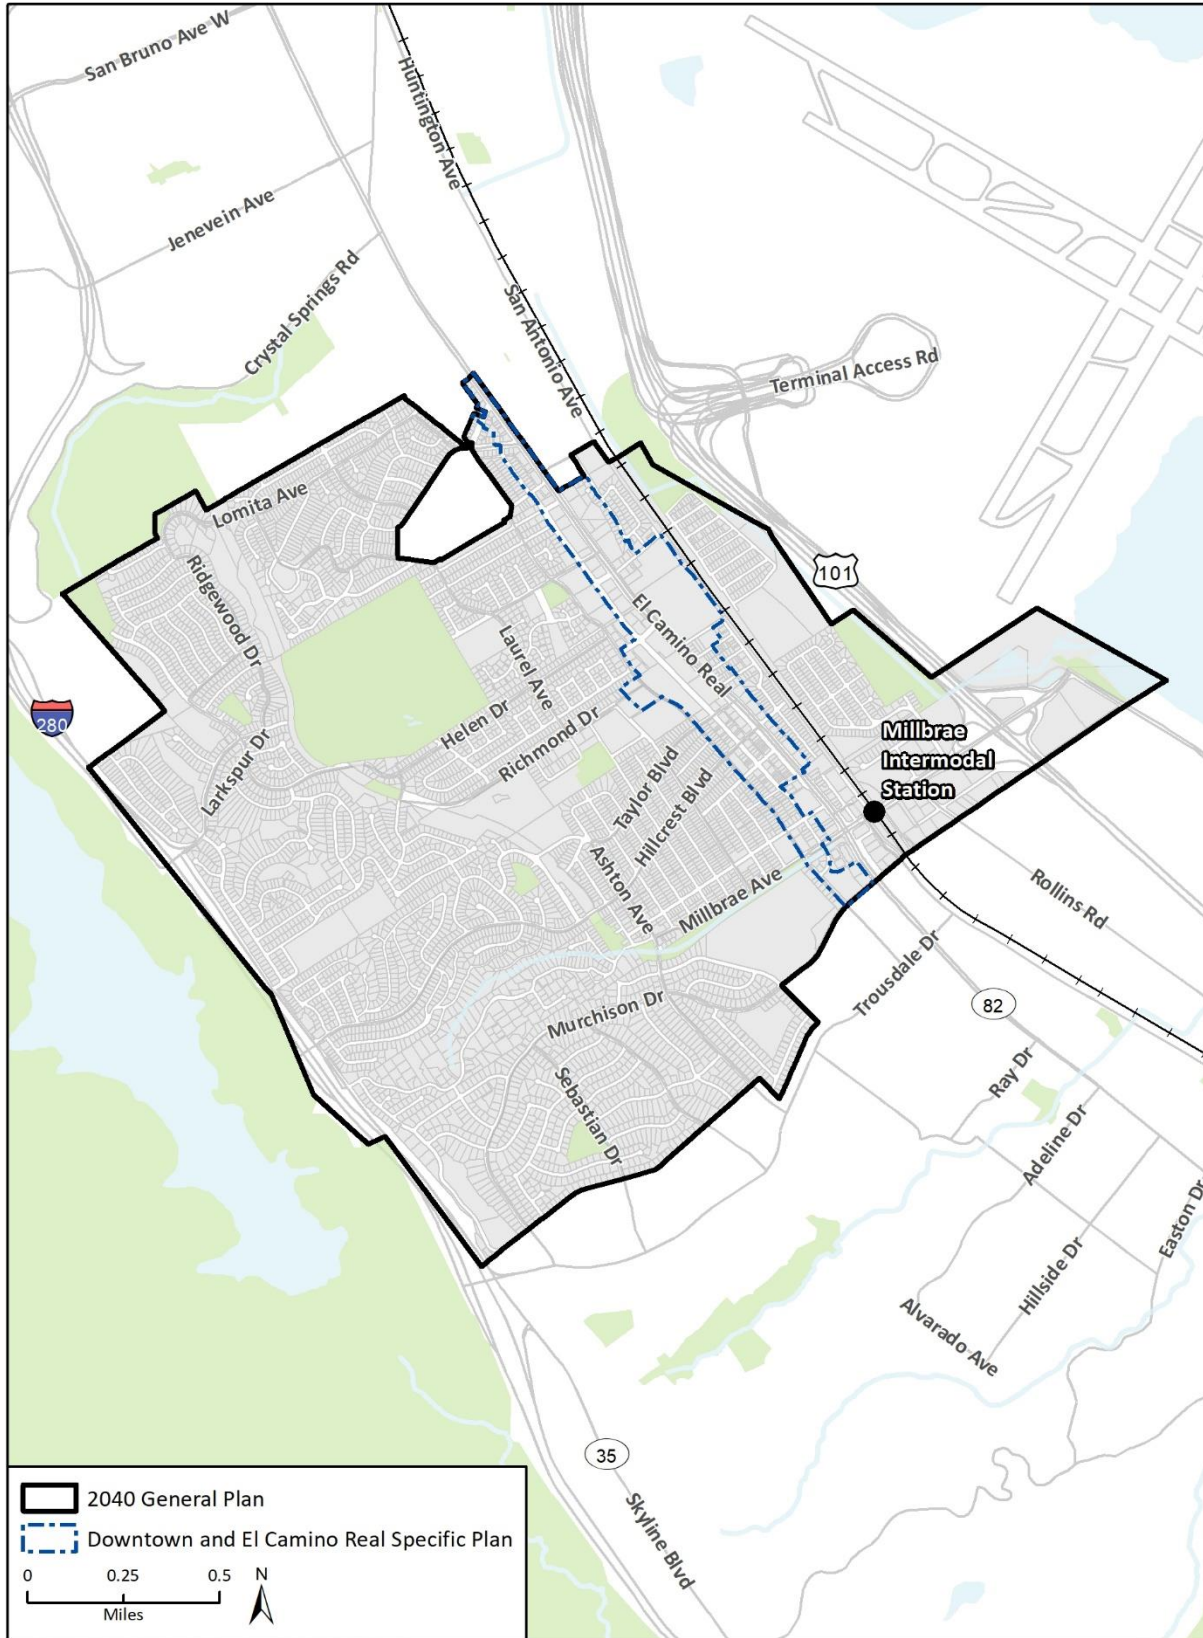 San Bruno Ave W
Huntington Ave
Jenevein Ave
Crystal Springs Rd
San Antonio Ave
Terminal Access Rd
Lomita Ave
101
Ridgewood Dr
El Camino Real
Laurel Ave
280
Helen Dr
Larkspur Dr
Richmond Dr
Millbrae
Intermodal
Station
Taylor Blvd
Hillcrest Blvd
Ashton Ave
Millbrae Ave
Rollins Rd
Trousdale Dr
Murchison Dr
82
Ray Dr
Sebastian Dr
Adeline Dr
Easton Dr
Hillside Dr
Alvarado Ave
35
Skyline Blvd
2040 General Plan
Downtown and El Camino Real Specific Plan
0 0.25 0.5 N
Miles